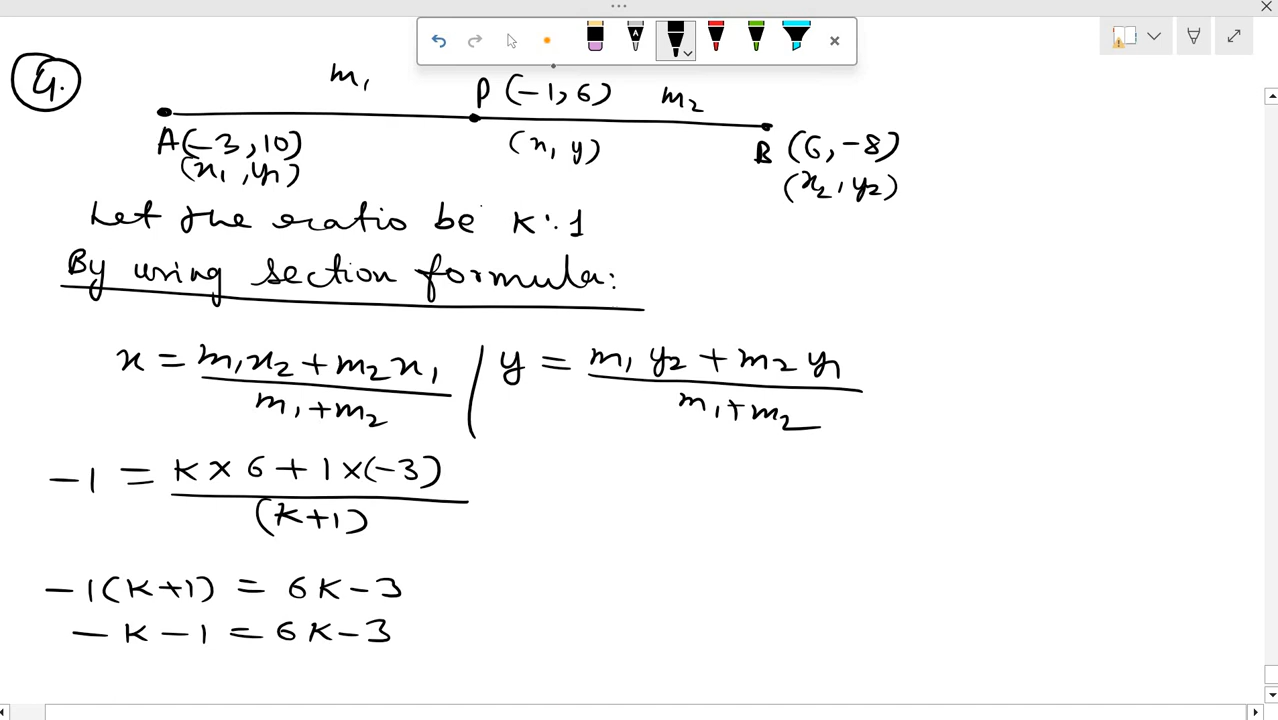 4.
m₁ P (-1, 6) m₂
A(-3, 10) (x, y) B (6, -8)
(x₁, y₁) (x₂, y₂)
Let the ratio be K:1
By using section formula:
x = (m₁x₂ + m₂x₁)/(m₁+m₂) / y = (m₁y₂ + m₂y₁)/(m₁+m₂)
-1 = (K × 6 + 1×(-3))/(K+1)
-1(K+1) = 6K-3
-K-1 = 6K-3